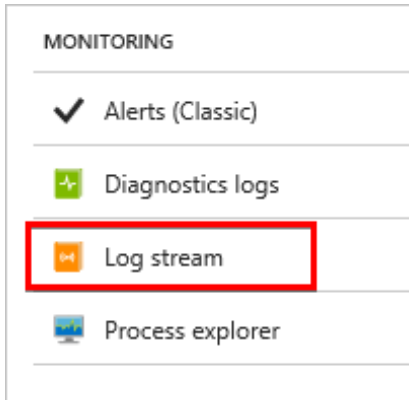 MONITORING
Alerts (Classic)
Diagnostics logs
Log stream
Process explorer